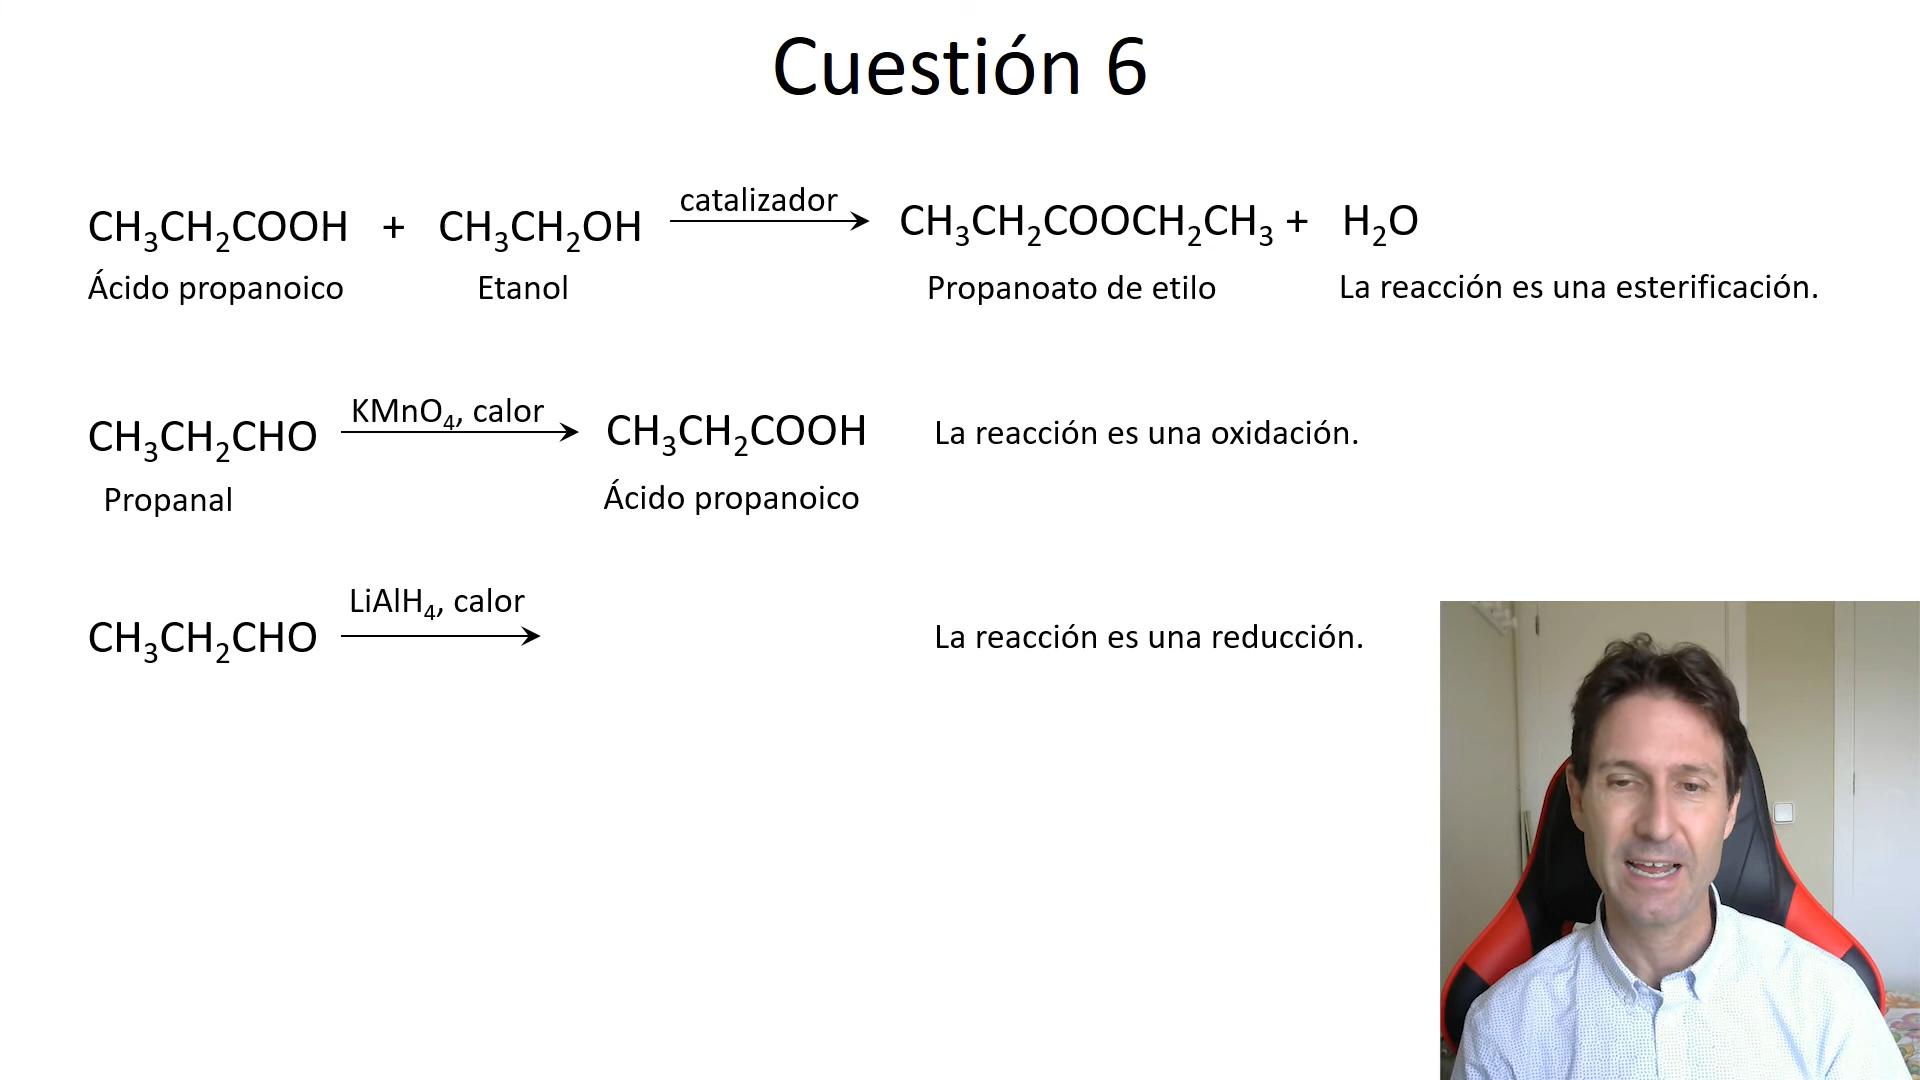 Cuestión 6
CH₃CH₂COOH + CH₃CH₂OH catalizador CH₃CH₂COOCH₂CH₃ + H₂O
Ácido propanoico Etanol Propanoato de etilo La reacción es una esterificación.
CH₃CH₂CHO KMnO₄, calor CH₃CH₂COOH La reacción es una oxidación.
Propanal Ácido propanoico
CH₃CH₂CHO LiAlH₄, calor La reacción es una reducción.